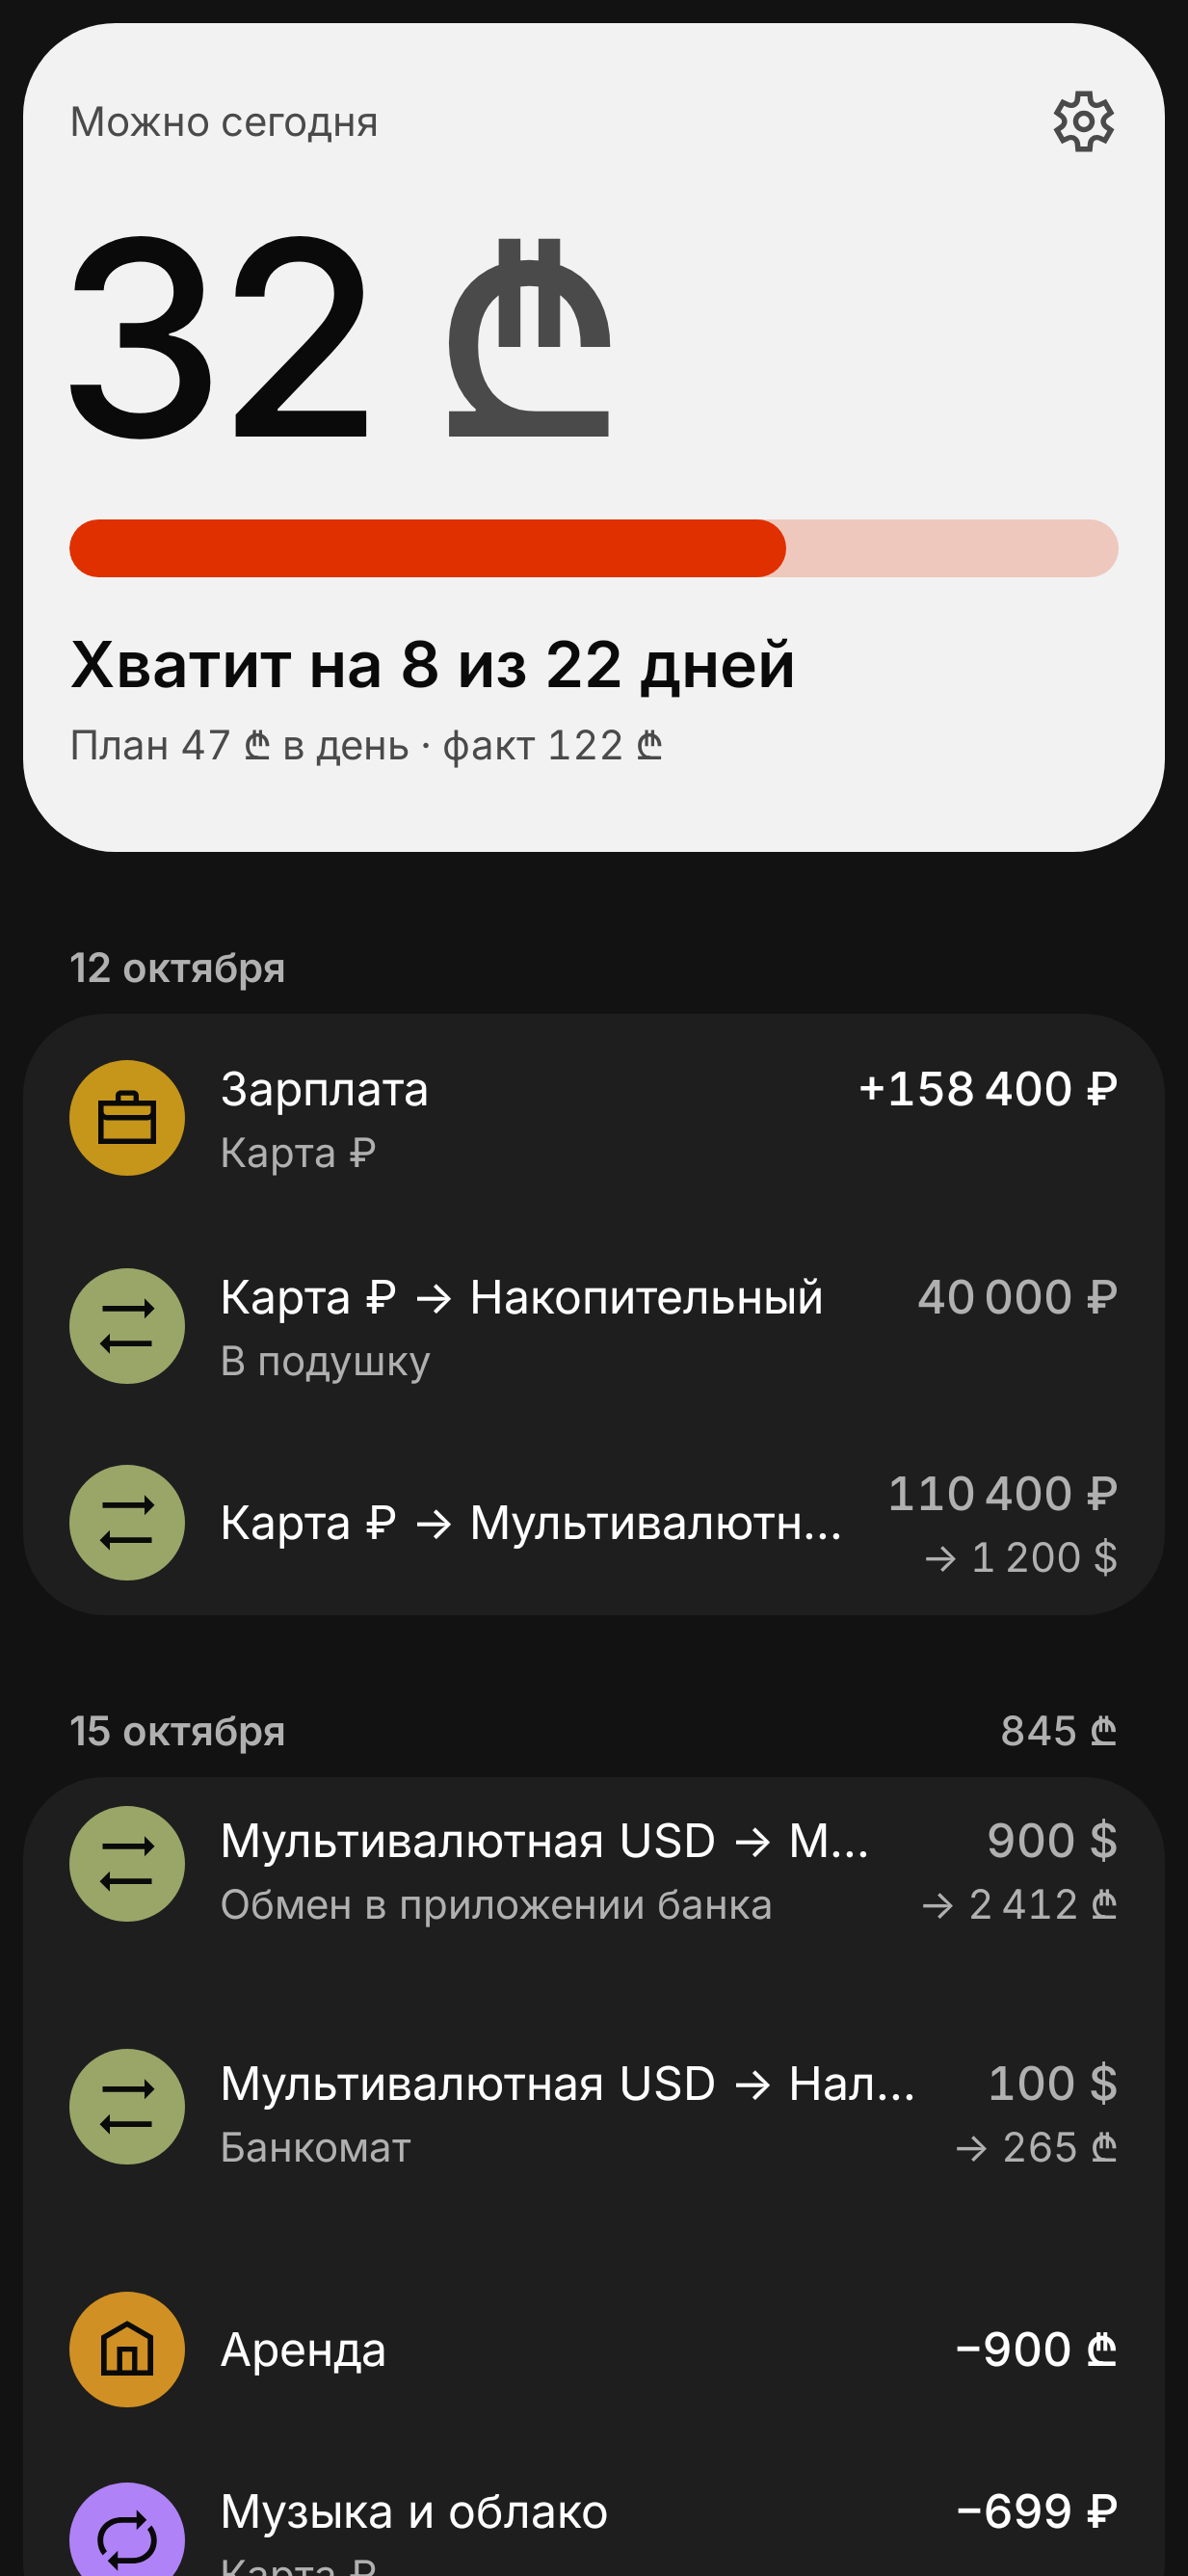 Можно сегодня
32 ₾
Хватит на 8 из 22 дней
План 47 ₾ в день · факт 122 ₾
12 октября
Зарплата
+158 400 ₽
Карта ₽
Карта ₽ → Накопительный
40 000 ₽
В подушку
110 400 ₽
Карта ₽ → Мультивалютн...
→ 1 200 $
15 октября
845 ₾
Мультивалютная USD → М...
900 $
Обмен в приложении банка
→ 2 412 ₾
Мультивалютная USD → Нал...
100 $
Банкомат
→ 265 ₾
Аренда
−900 ₾
Музыка и облако
−699 ₽
Карта ₽